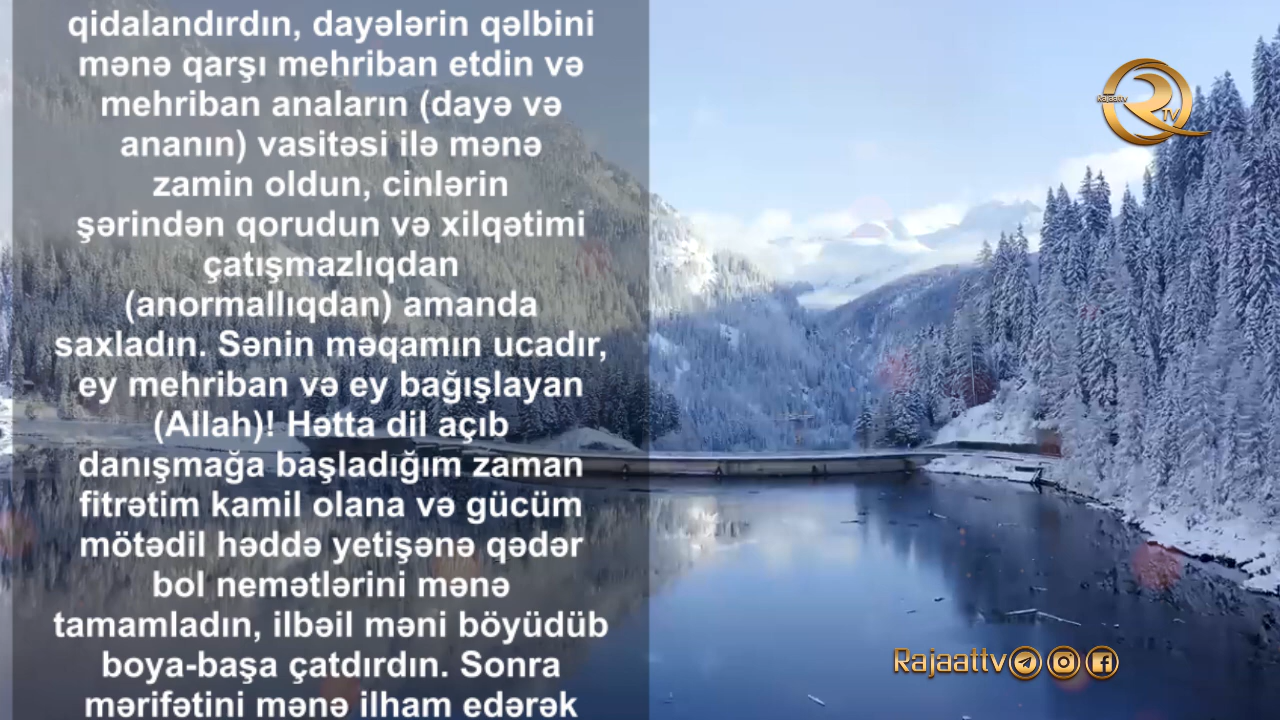 qidalandırdın, dayələrin qəlbini
mənə qarşı mehriban etdin və
mehriban anaların (dayə və
ananın) vasitəsi ilə mənə
zamin oldun, cinlərin
şərindən qorudun və xilqətimi
çatışmazlıqdan
(anormallıqdan) amanda
saxladın. Sənin məqamın ucadır,
ey mehriban və ey bağışlayan
(Allah)! Hətta dil açıb
danışmağa başladığım zaman
fitrətim kamil olana və gücüm
mötədil həddə yetişənə qədər
bol nemətlərini mənə
tamamladın, ilbəil məni böyüdüb
boya-başa çatdırdın. Sonra
mərifətini mənə ilham edərək
Rajaattv
R
TV
Rajaattv